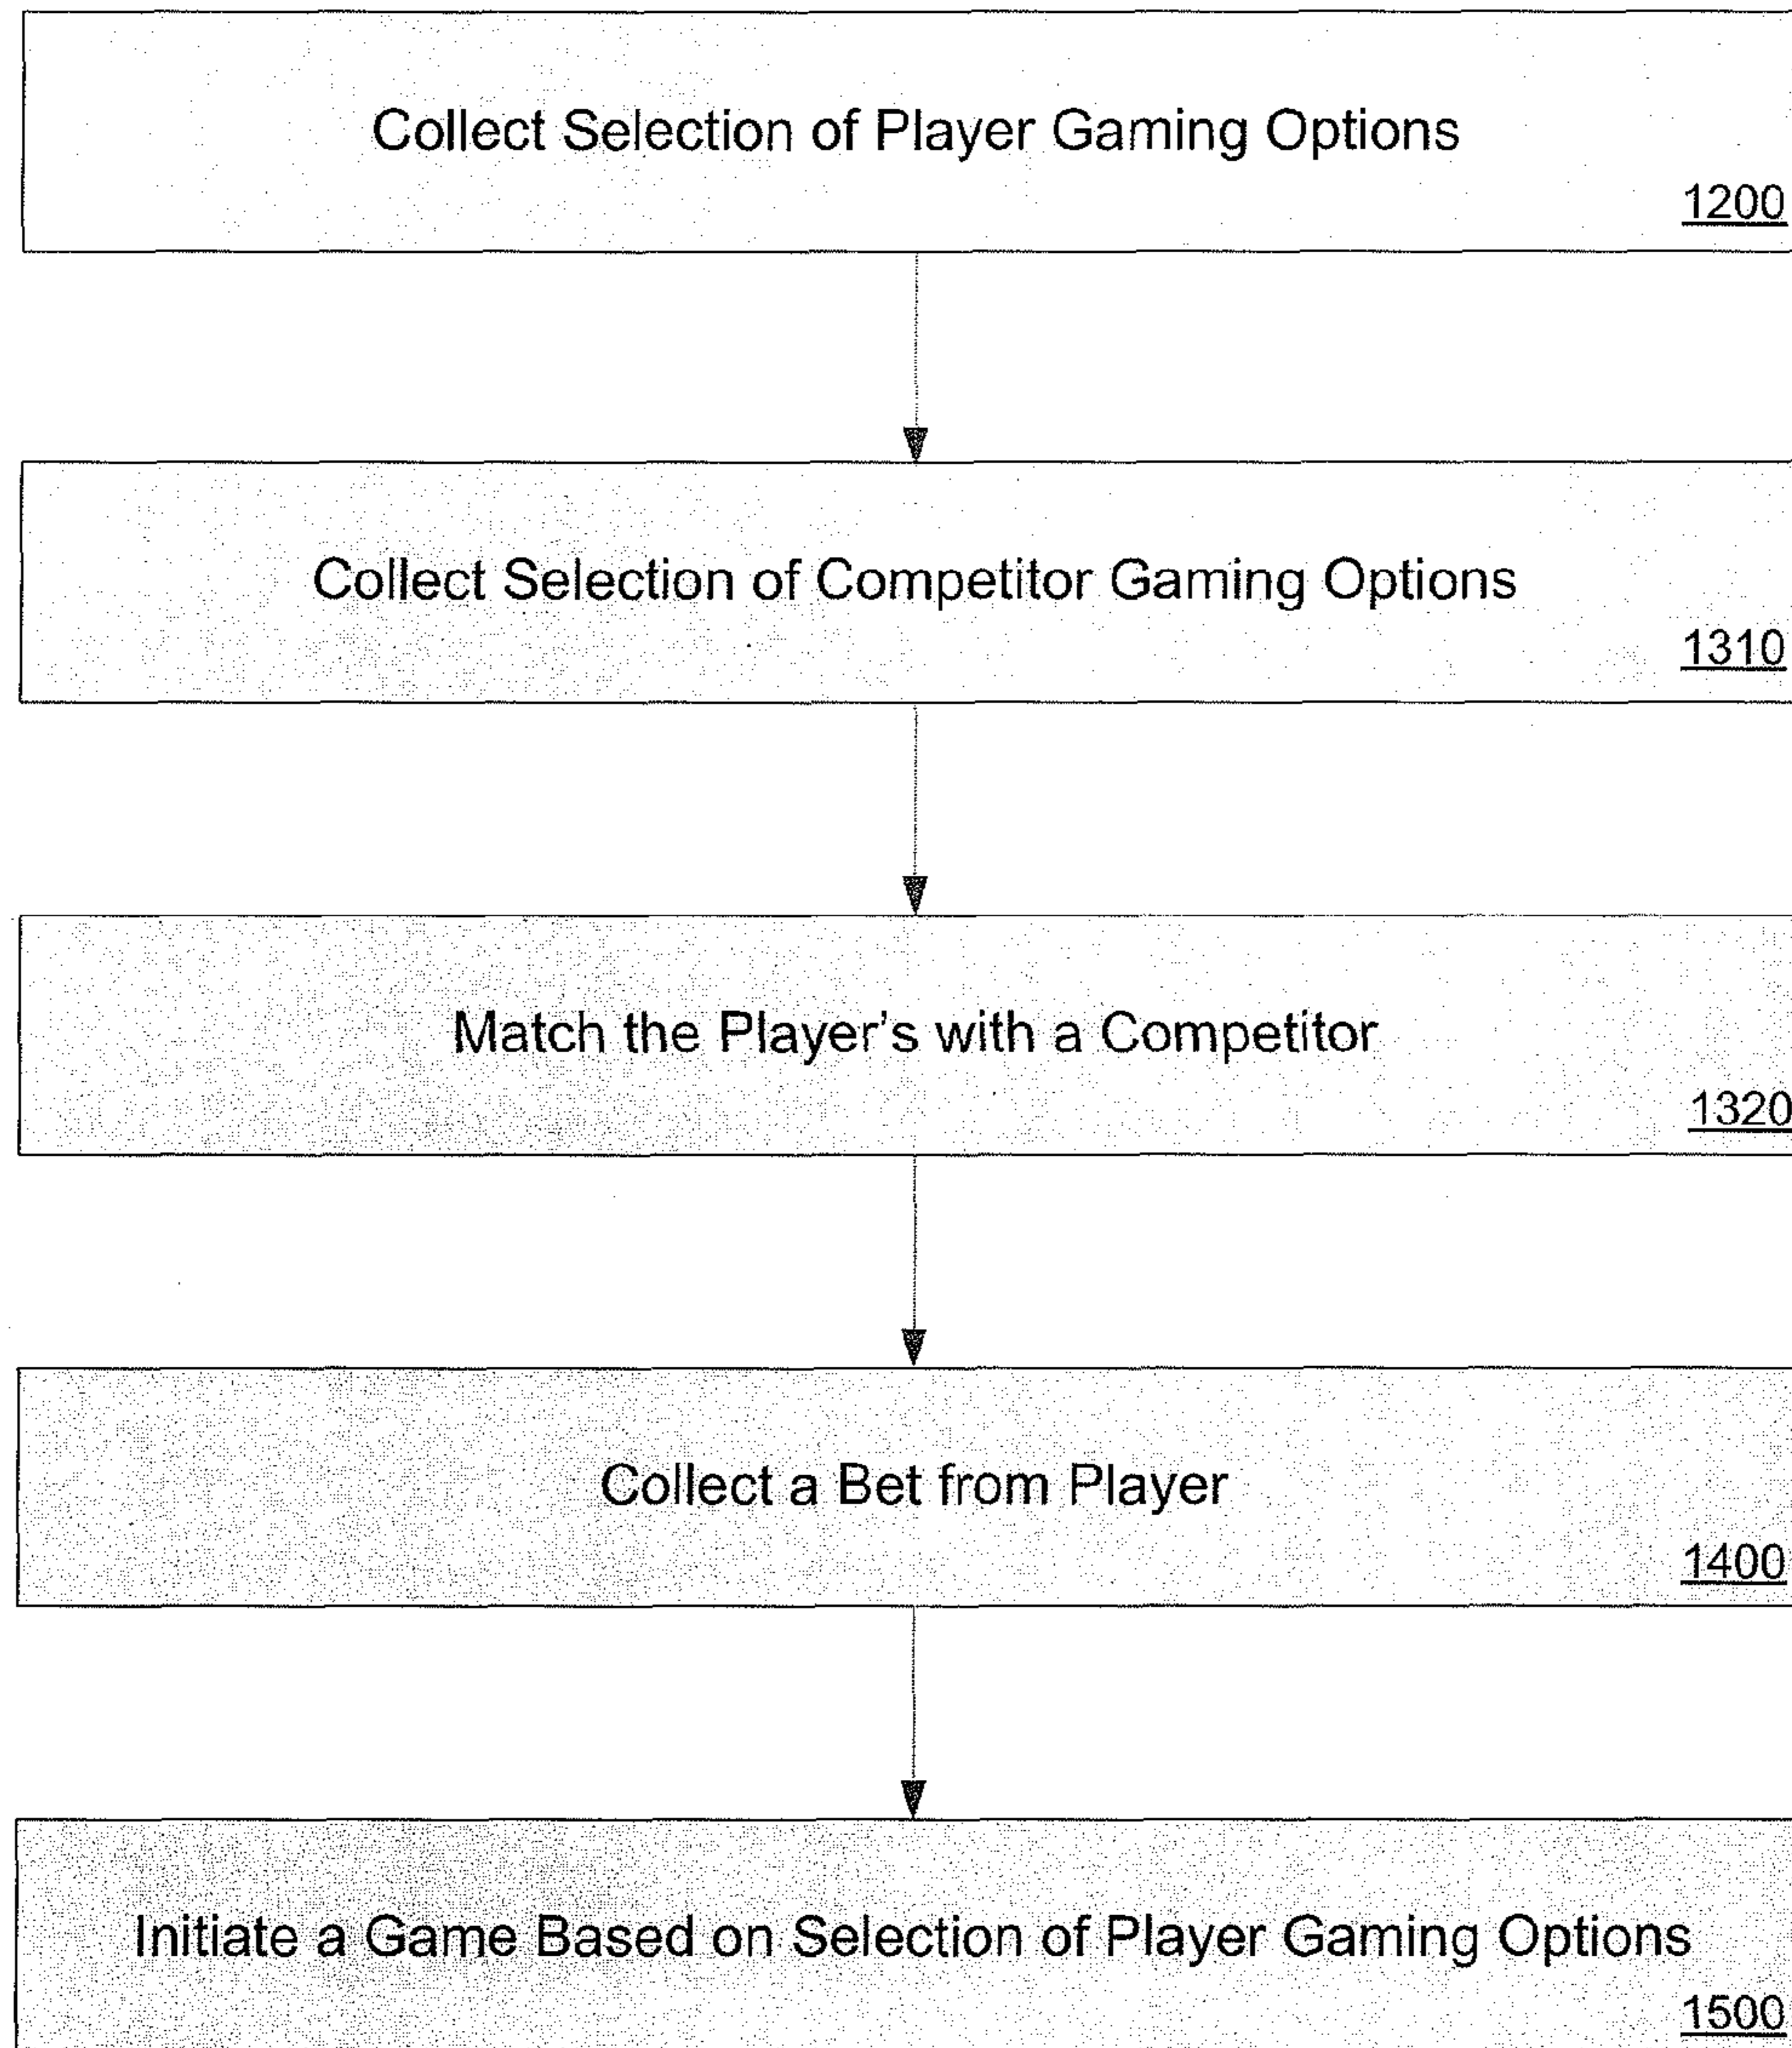 Collect Selection of Player Gaming Options
1200
Collect Selection of Competitor Gaming Options
1310
Match the Player's with a Competitor
1320
Collect a Bet from Player
1400
Initiate a Game Based on Selection of Player Gaming Options
1500